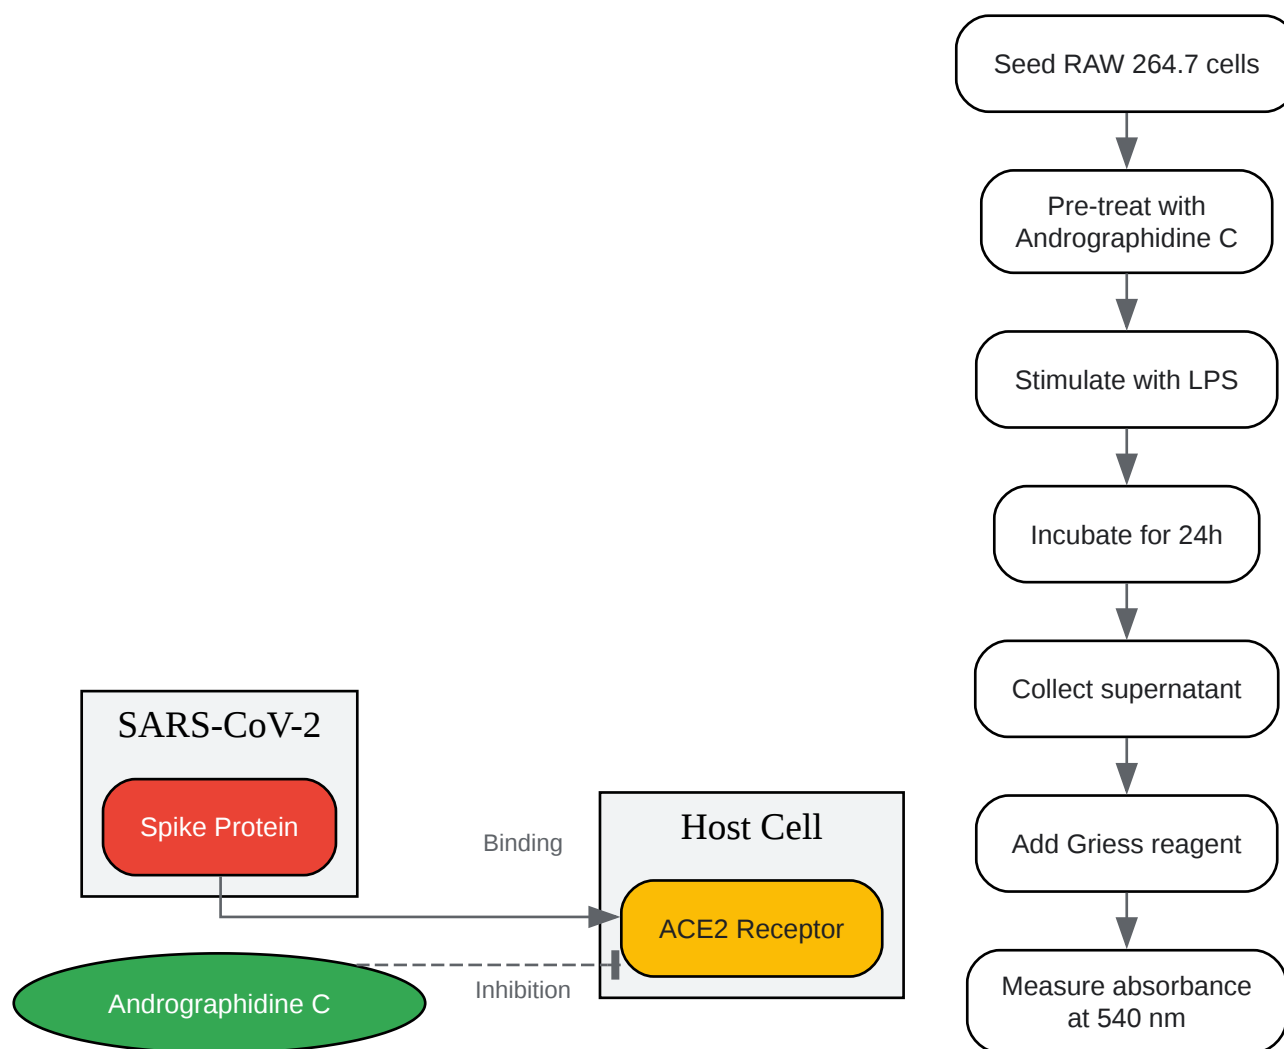 Seed RAW 264.7 cells
Pre-treat with
Andrographidine C
Stimulate with LPS
Incubate for 24h
Collect supernatant
Add Griess reagent
Measure absorbance
at 540 nm
SARS-CoV-2
Spike Protein
Binding
Host Cell
ACE2 Receptor
Inhibition
Andrographidine C